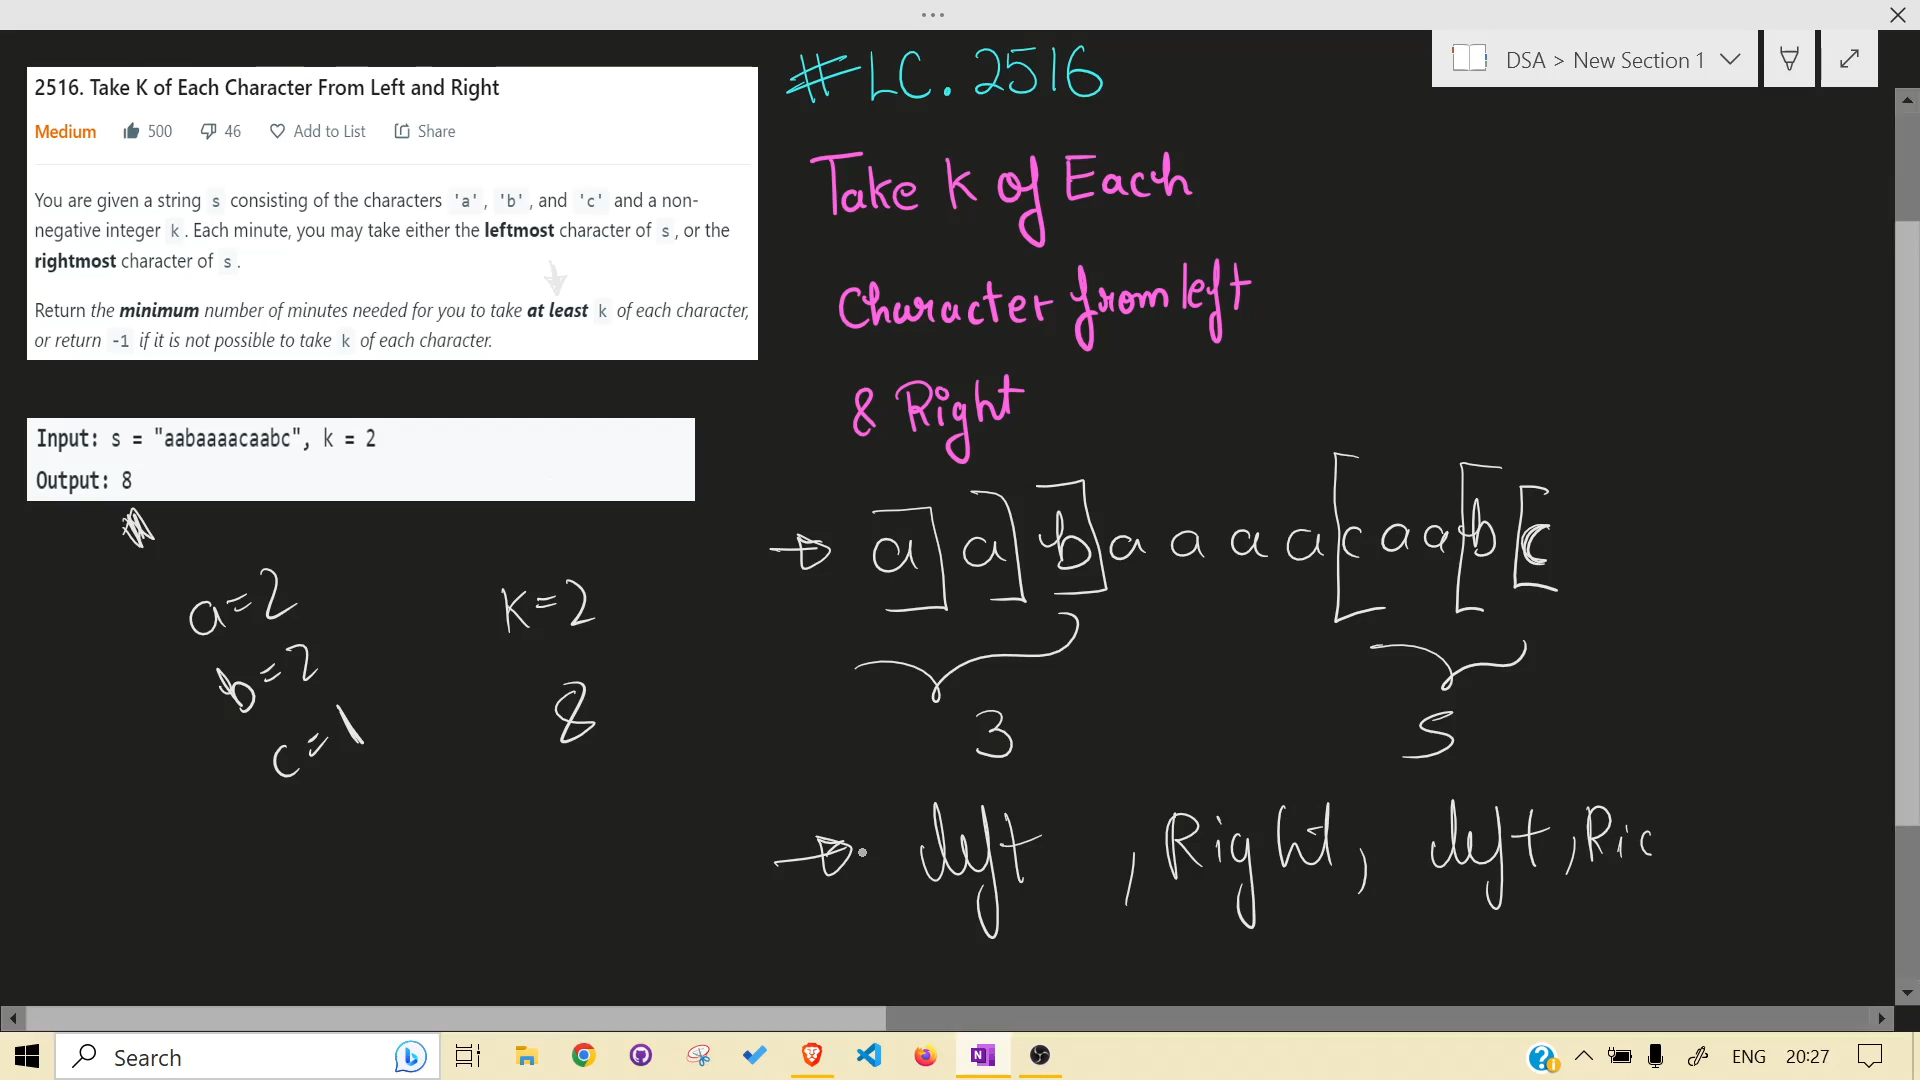 DSA > New Section 1
2516. Take K of Each Character From Left and Right
Medium 500 46 Add to List Share
You are given a string s consisting of the characters 'a', 'b', and 'c' and a non-
negative integer k. Each minute, you may take either the leftmost character of s, or the
rightmost character of s.
Return the minimum number of minutes needed for you to take at least k of each character,
or return -1 if it is not possible to take k of each character.
Input: s = "aabaaaacaabc", k = 2
Output: 8
a=2
b=2
c=1
K=2
8
#LC. 2516
Take K of Each
Character from left
& Right
a a b a a a a c a a b c
3 5
left , Right, left, Ric
Search ENG 20:27